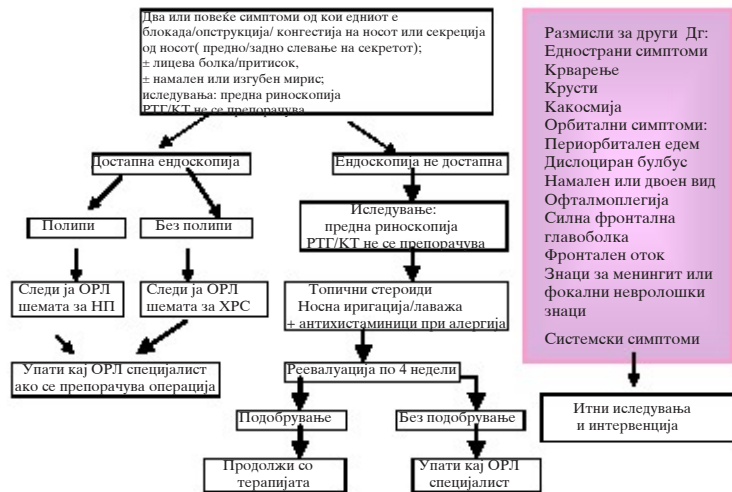 Два или повеќе симптоми од кои едниот е
блокада/опструкција/ конгестија на носот или секреција
од носот( предно/задно слевање на секретот);
± лицева болка/притисок,
± намален или изгубен мирис;
иследувања: предна риноскопија
РТГ/КТ не се препорачува
Достапна ендоскопија
Ендоскопија не достапна
Полипи
Без полипи
Иследување:
предна риноскопија
РТГ/КТ не се препорачува
Следи ја ОРЛ
шемата за НП
Следи ја ОРЛ
шемата за ХРС
Топични стероиди
Носна иригација/лаважа
+ антихистаминици при алергија
Упати кај ОРЛ специјалист
ако се препорачува операција
Реевалуација по 4 недели
Подобрување
Без подобрување
Продолжи со
терапијата
Упати кај ОРЛ
специјалист
Размисли за други Дг:
Еднострани симптоми
Крварење
Крусти
Какосмија
Орбитални симптоми:
Периорбитален едем
Дислоциран булбус
Намален или двоен вид
Офталмоплегија
Силна фронтална
главоболка
Фронтален оток
Знаци за менингит или
фокални невролошки
знаци
Системски симптоми
Итни иследувања
и интервенција